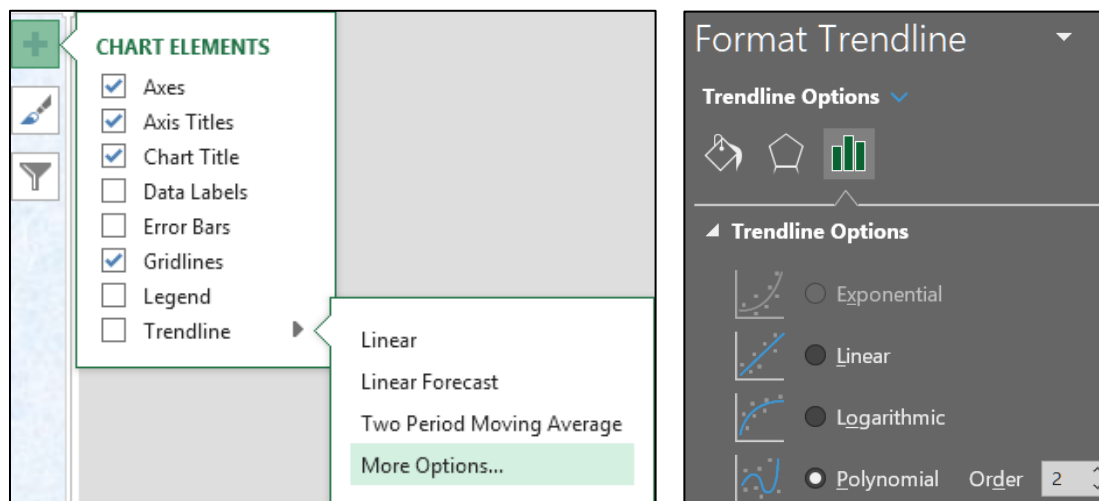 CHART ELEMENTS
Axes
Axis Titles
Chart Title
Data Labels
Error Bars
Gridlines
Legend
Trendline
Linear
Linear Forecast
Two Period Moving Average
More Options...
Format Trendline
Trendline Options
Trendline Options
Exponential
Linear
Logarithmic
Polynomial Order 2